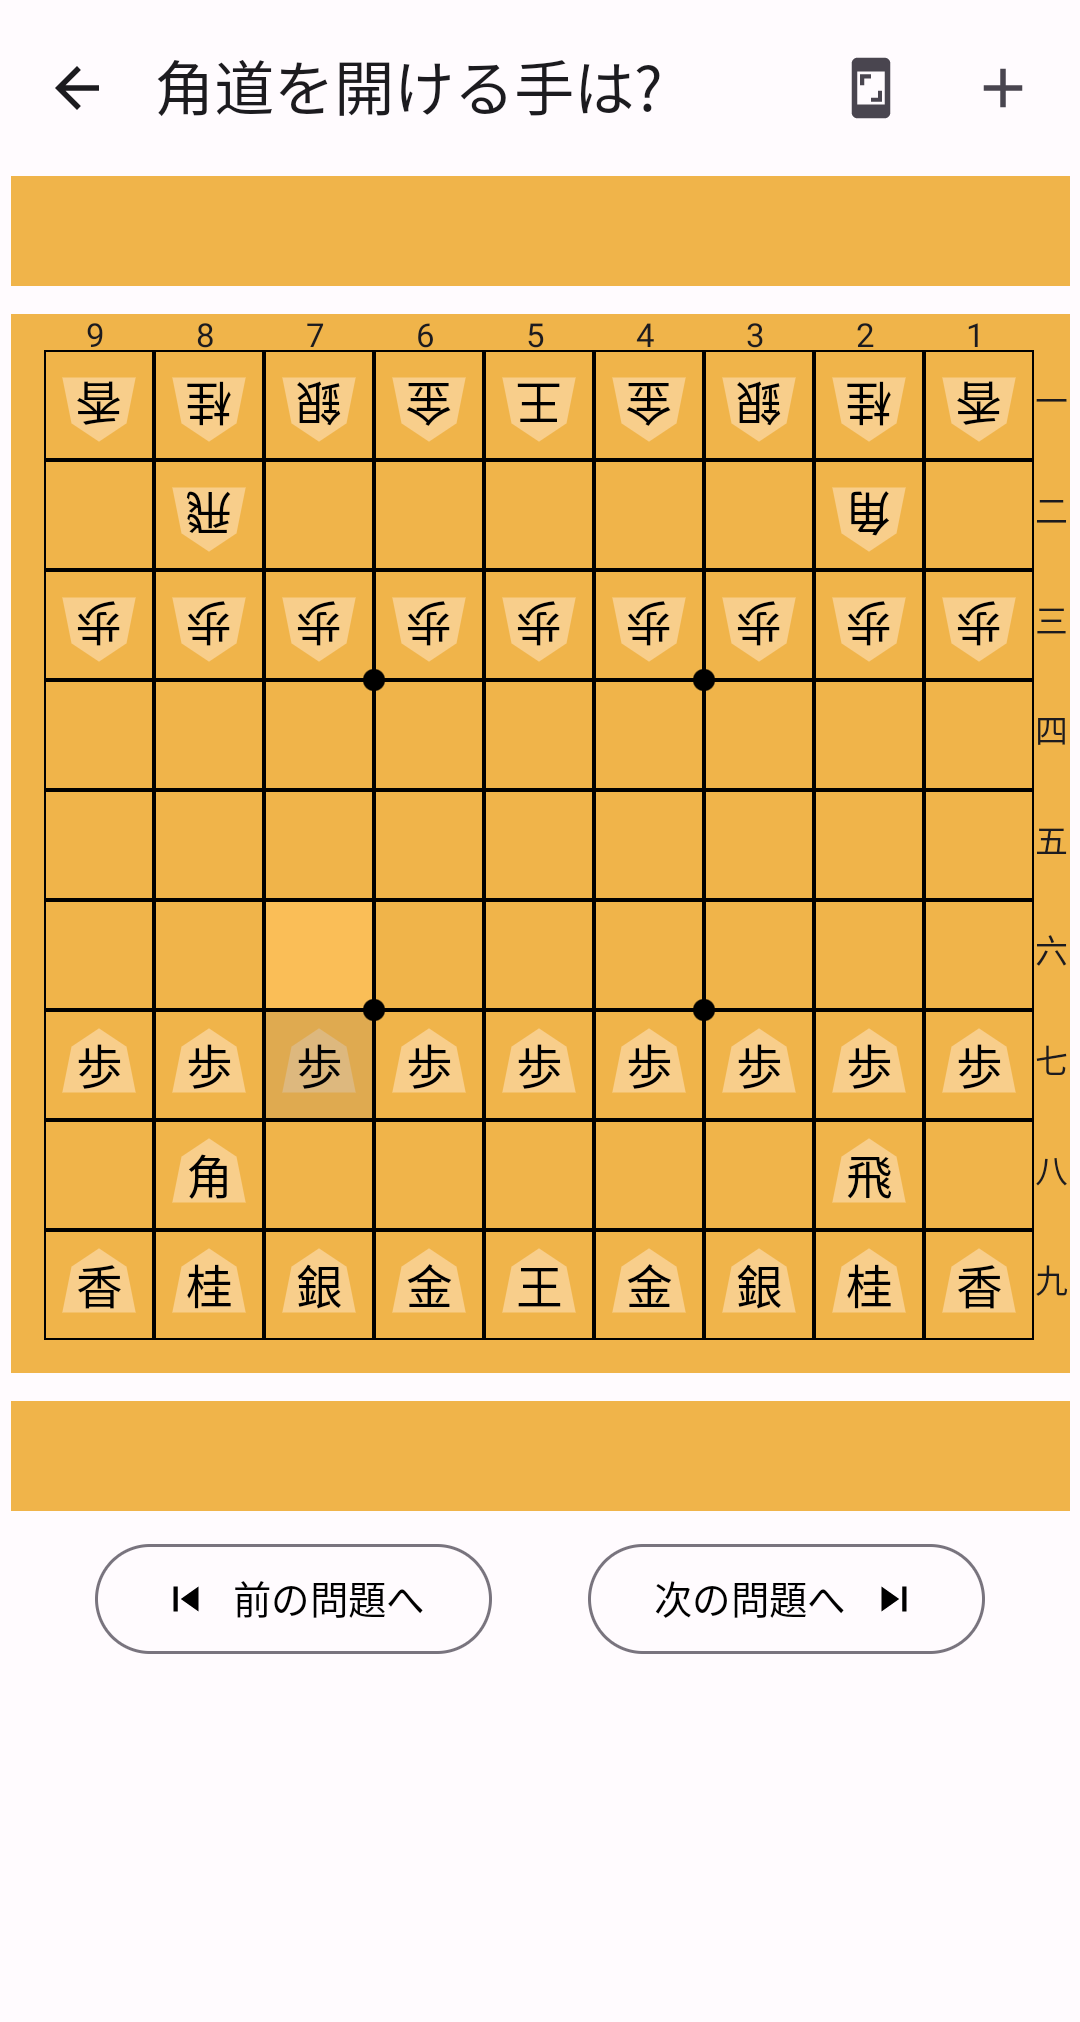 角道を開ける手は?
9 8 7 6 5 4 3 2 1
香 桂 銀 金 王 金 銀 桂 香 一
飛 角 二
歩 歩 歩 歩 歩 歩 歩 歩 歩 三
四
五
六
歩 歩 歩 歩 歩 歩 歩 歩 歩 七
角 飛 八
香 桂 銀 金 王 金 銀 桂 香 九
前の問題へ 次の問題へ